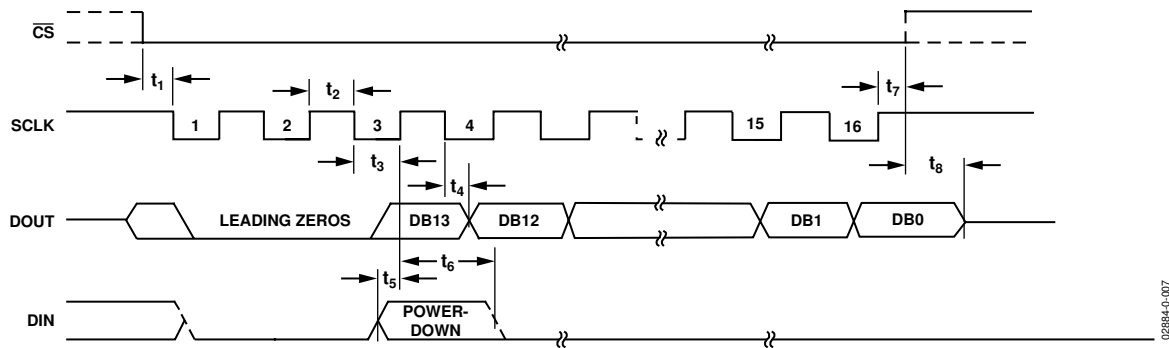 CS
t1
t2
t7
SCLK
1
2
3
4
15
16
t3
t4
t8
DOUT
LEADING ZEROS
DB13
DB12
DB1
DB0
t6
t5
DIN
POWER-
DOWN
02884-0-007